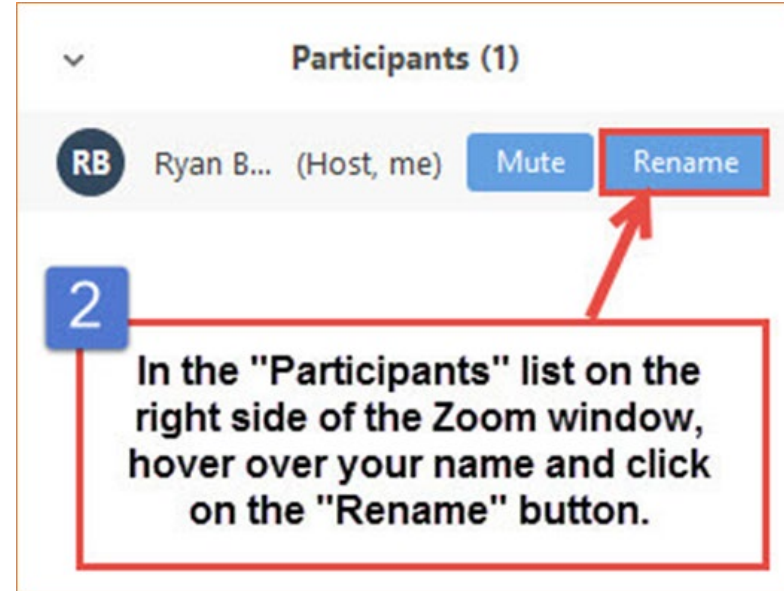 Participants (1)
RB Ryan B... (Host, me) Mute Rename
2
In the "Participants" list on the
right side of the Zoom window,
hover over your name and click
on the "Rename" button.